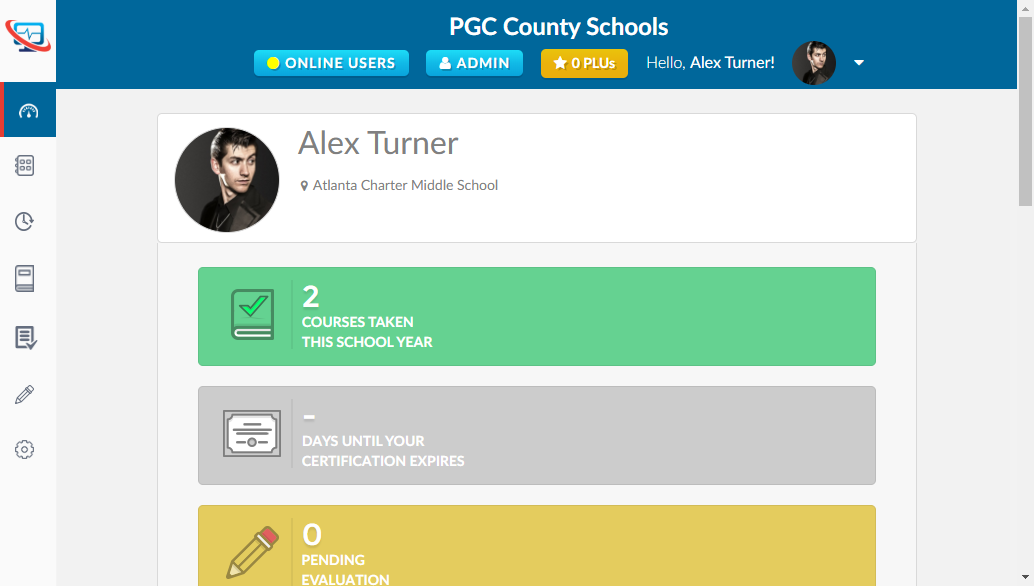 PGC County Schools
ONLINE USERS ADMIN 0 PLUs Hello, Alex Turner!
Alex Turner
Atlanta Charter Middle School
2
COURSES TAKEN
THIS SCHOOL YEAR
-
DAYS UNTIL YOUR
CERTIFICATION EXPIRES
0
PENDING
EVALUATION